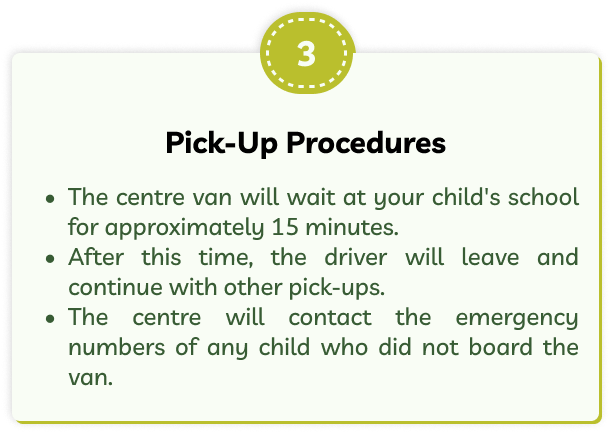 3
Pick-Up Procedures
• The centre van will wait at your child's school
for approximately 15 minutes.
• After this time, the driver will leave and
continue with other pick-ups.
• The centre will contact the emergency
numbers of any child who did not board the
van.